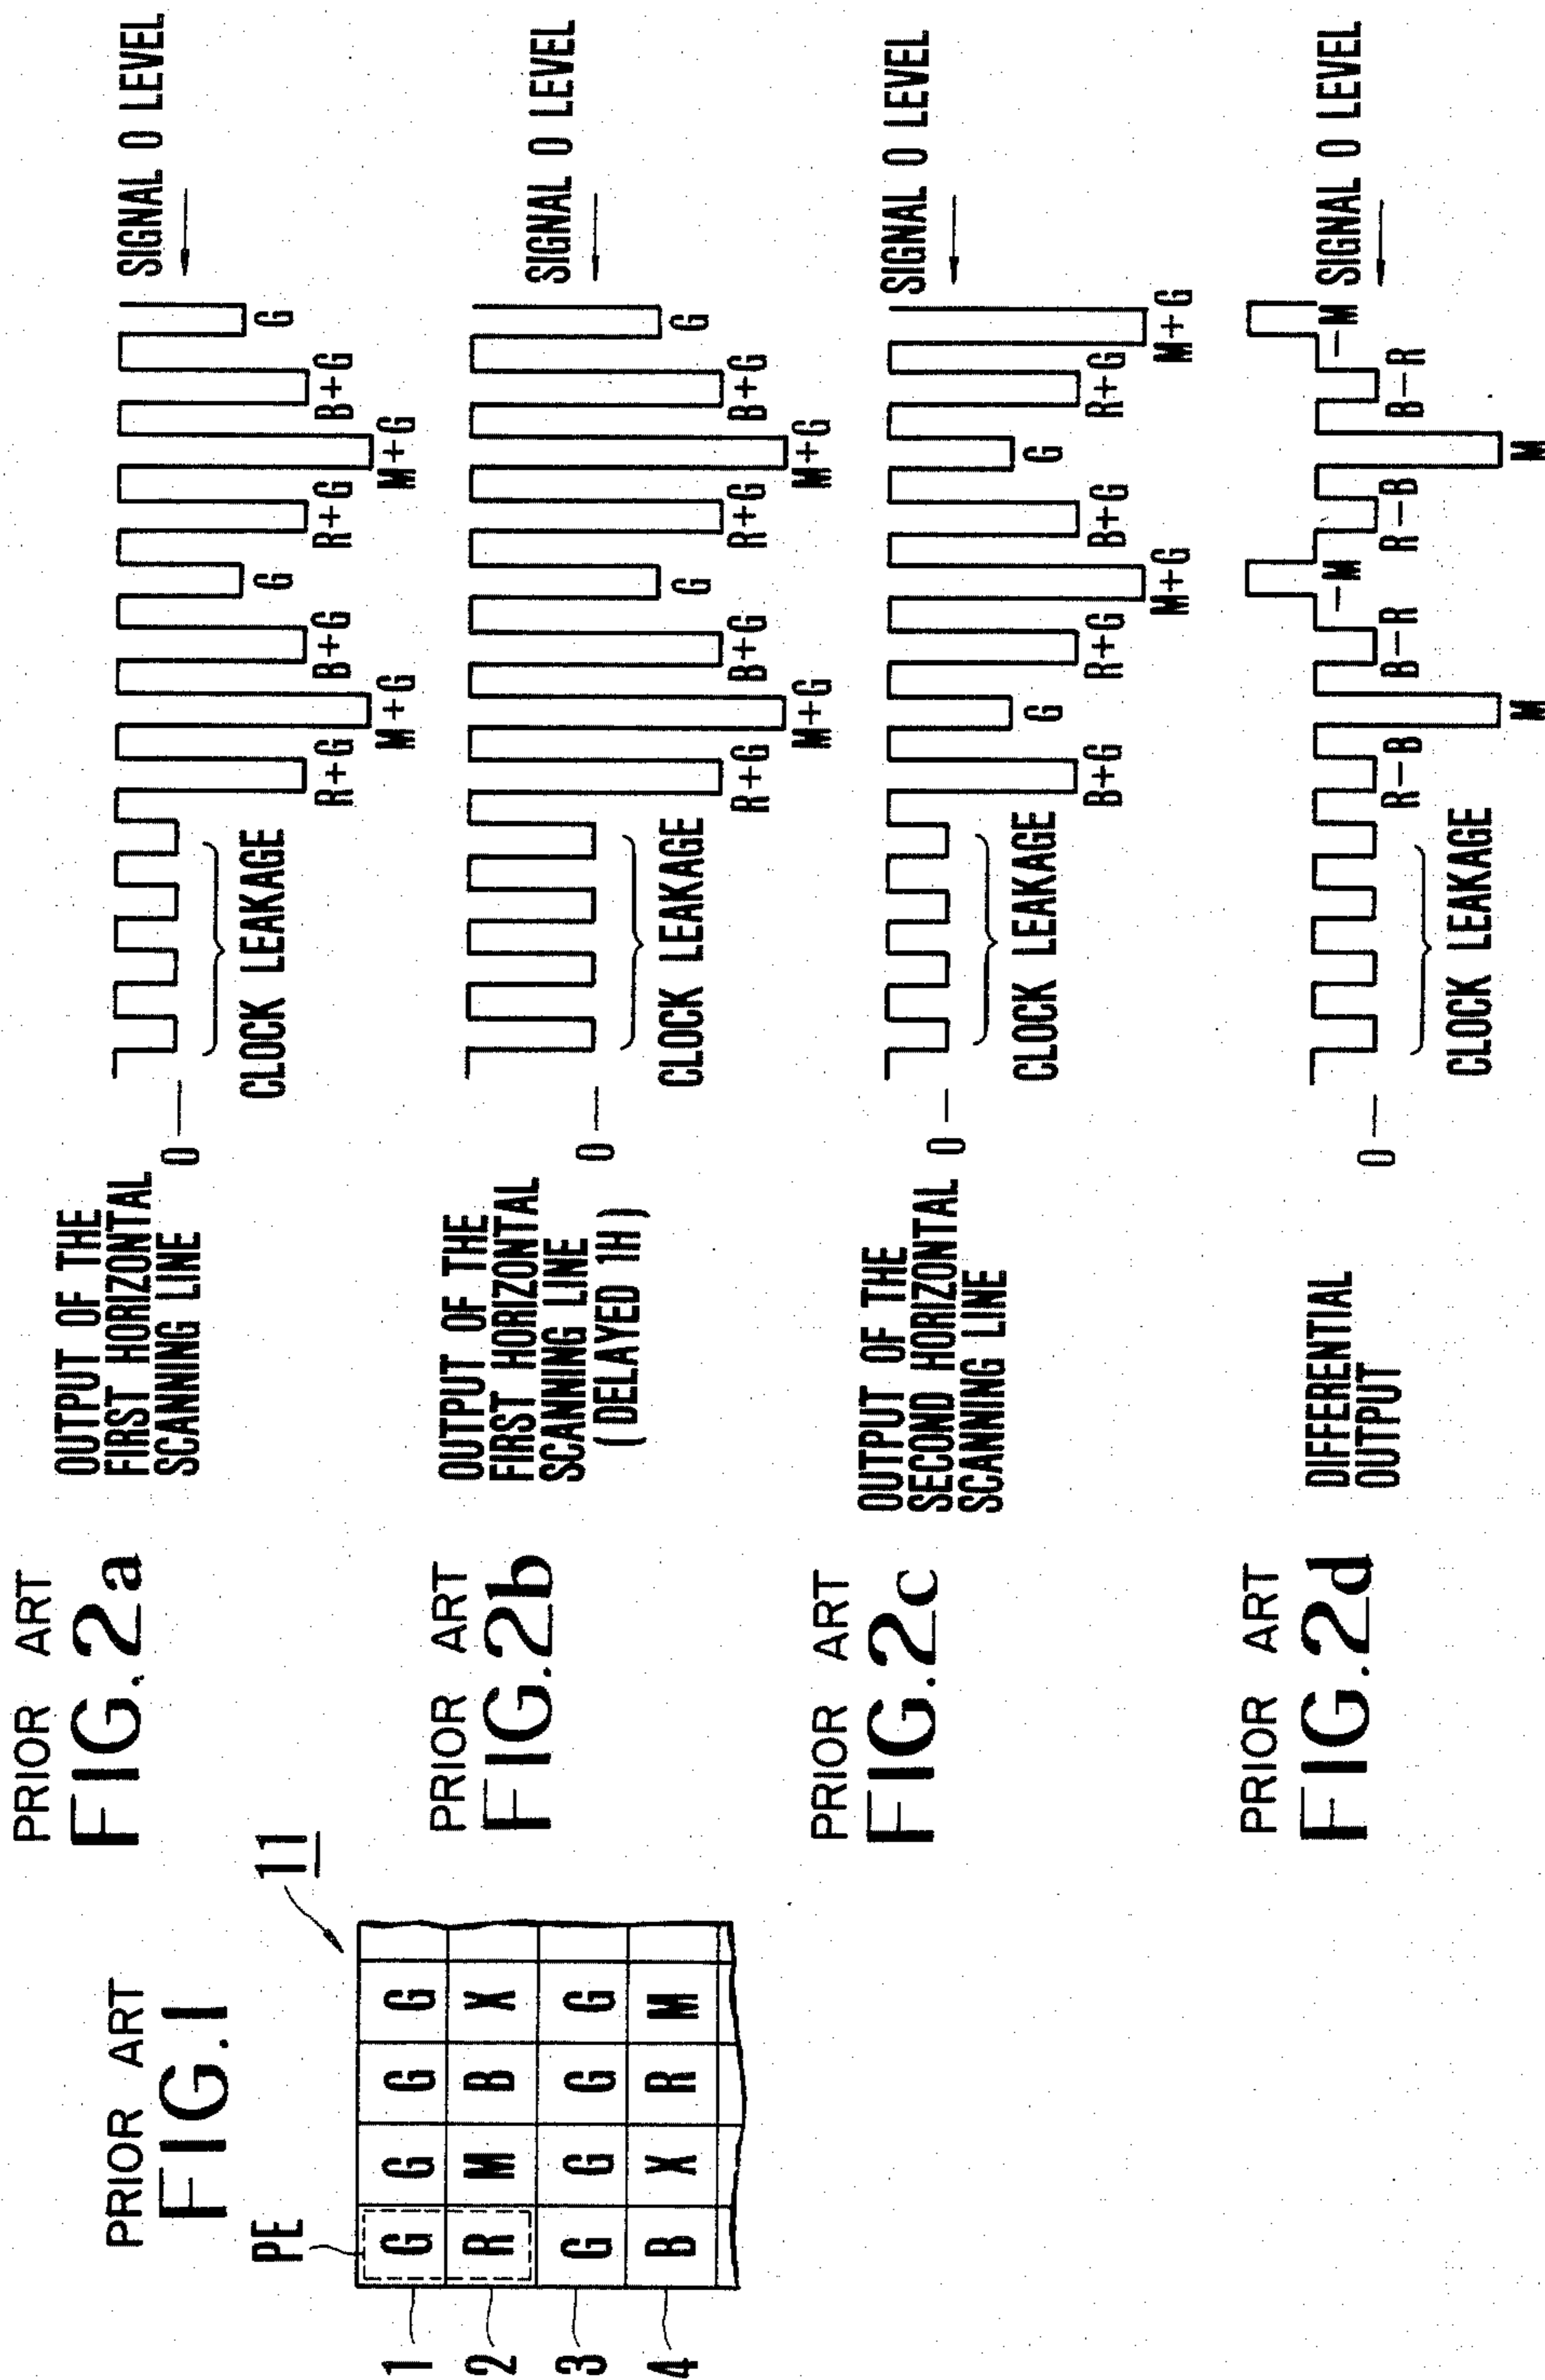 PRIOR ART
FIG.1
PE
11
1 G G G G
2 R M B X
3 G G G G
4 B X R M
PRIOR ART
FIG.2a
OUTPUT OF THE
FIRST HORIZONTAL
SCANNING LINE
0
CLOCK LEAKAGE
R+G
M+G
B+G
G
R+G
M+G
B+G
G
SIGNAL 0 LEVEL
PRIOR ART
FIG.2b
OUTPUT OF THE
FIRST HORIZONTAL
SCANNING LINE
(DELAYED 1H)
0
CLOCK LEAKAGE
R+G
M+G
B+G
G
R+G
M+G
B+G
G
SIGNAL 0 LEVEL
PRIOR ART
FIG.2c
OUTPUT OF THE
SECOND HORIZONTAL
SCANNING LINE
0
CLOCK LEAKAGE
B+G
G
R+G
M+G
B+G
G
R+G
M+G
SIGNAL 0 LEVEL
PRIOR ART
FIG.2d
DIFFERENTIAL
OUTPUT
0
CLOCK LEAKAGE
R-B
M
B-R
-M
R-B
M
B-R
-M
SIGNAL 0 LEVEL